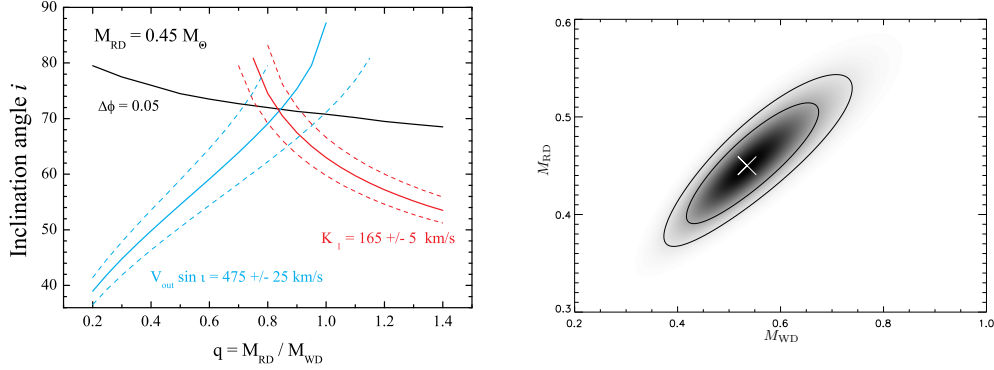 M_RD = 0.45 M_⊙
Δϕ = 0.05
K_1 = 165 +/- 5 km/s
V_out sin ι = 475 +/- 25 km/s
Inclination angle i
90
80
70
60
50
40
0.2 0.4 0.6 0.8 1.0 1.2 1.4
q = M_RD / M_WD
M_RD
0.6
0.5
0.4
0.3
0.2 0.4 0.6 0.8 1.0
M_WD